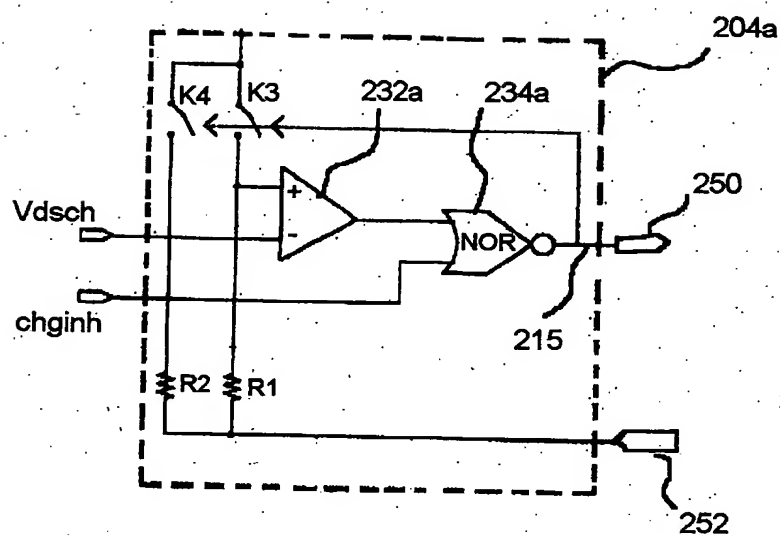 204a
K4
K3
232a
234a
+
-
Vdsch
NOR
250
chginh
215
R2
R1
252